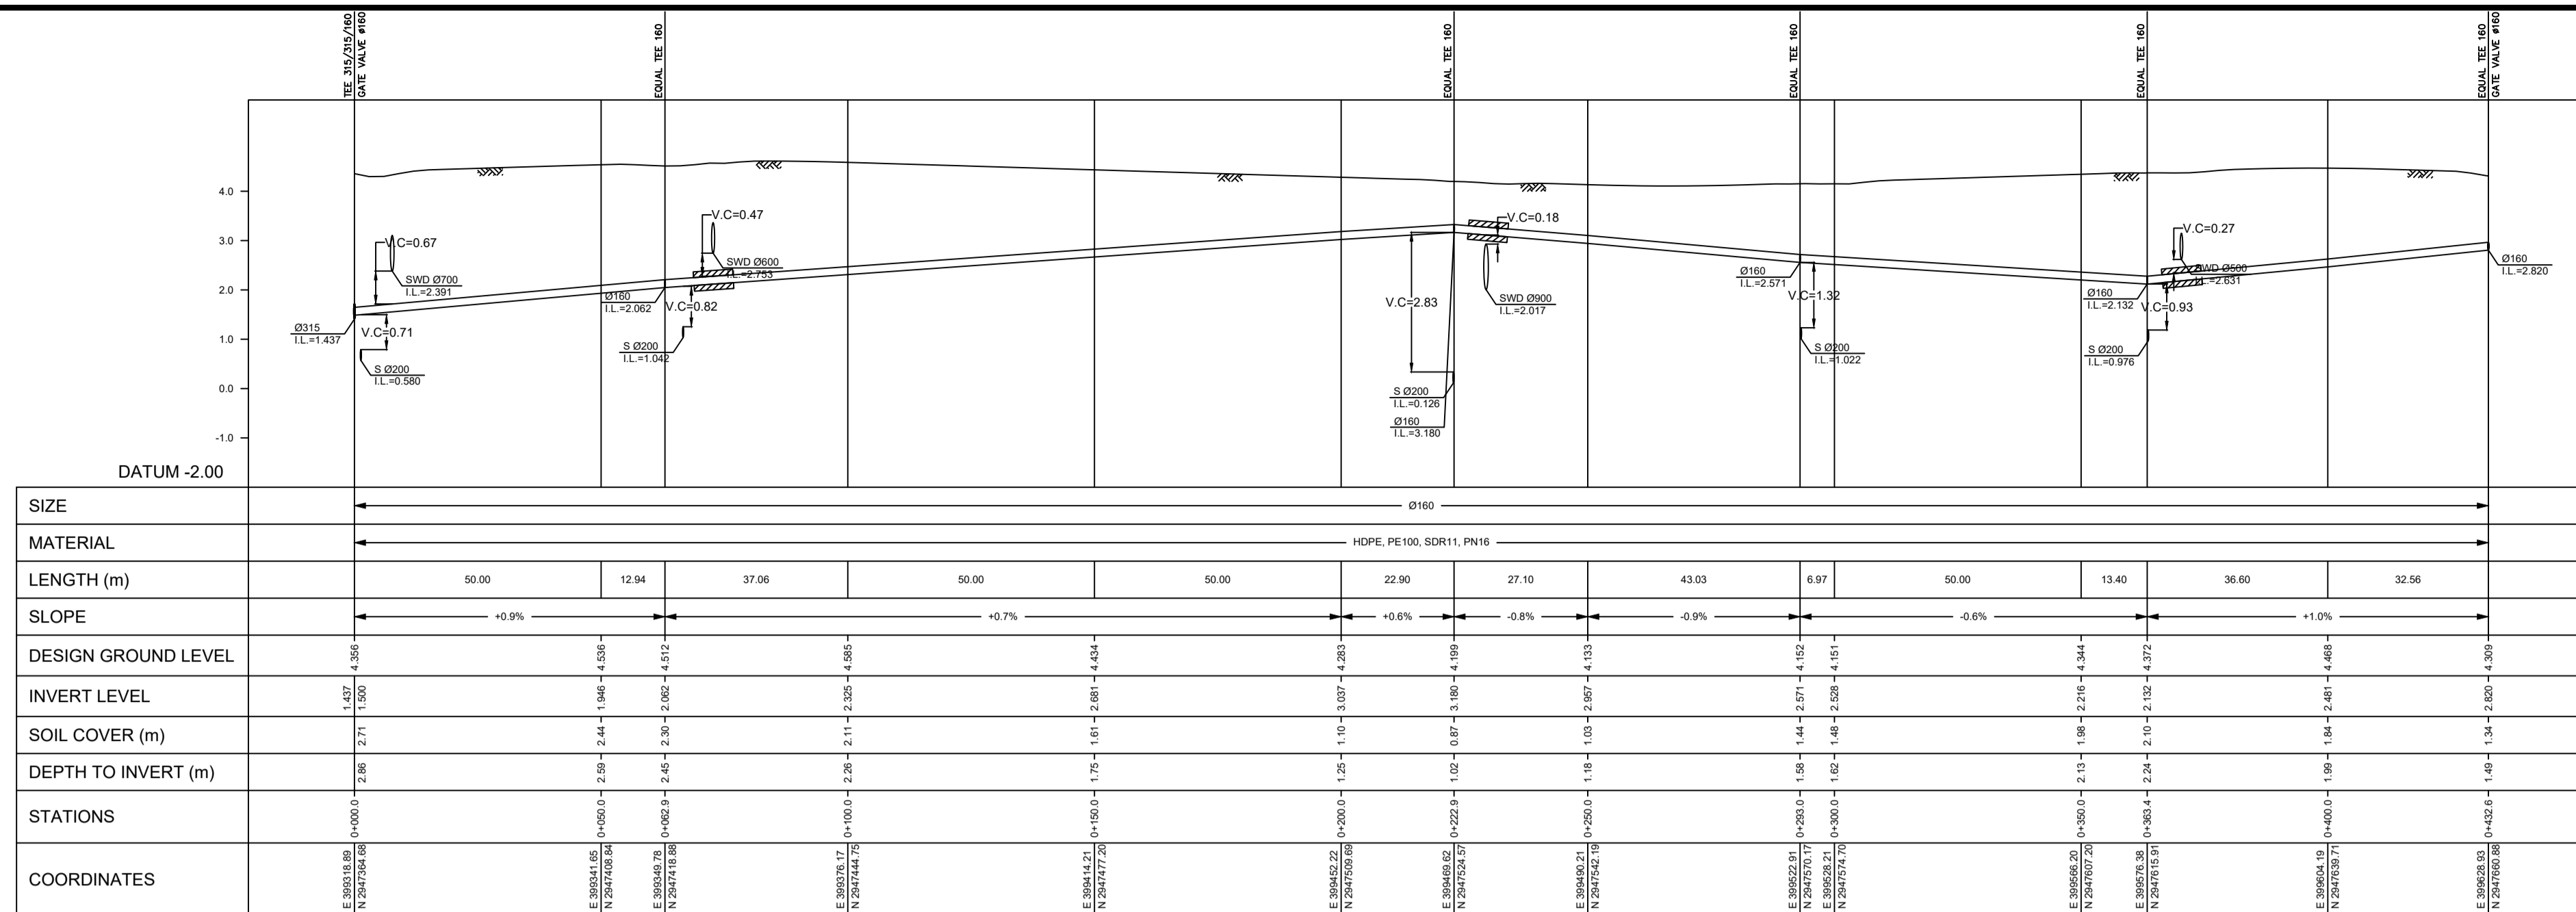 TEE 315/315/160
GATE VALVE ø160
EQUAL TEE 160
EQUAL TEE 160
EQUAL TEE 160
EQUAL TEE 160
EQUAL TEE 160
GATE VALVE ø160
4.0
3.0
2.0
1.0
0.0
-1.0
DATUM -2.00
V.C=0.67
SWD Ø700
I.L.=2.391
Ø315
I.L.=1.437
V.C=0.71
S Ø200
I.L.=0.580
V.C=0.47
SWD Ø600
I.L.=2.753
Ø160
I.L.=2.062
V.C=0.82
S Ø200
I.L.=1.042
V.C=0.18
SWD Ø900
I.L.=2.017
V.C=2.83
S Ø200
I.L.=0.126
Ø160
I.L.=3.180
Ø160
I.L.=2.571
V.C=1.32
S Ø200
I.L.=1.022
V.C=0.27
SWD Ø500
I.L.=2.631
Ø160
I.L.=2.132
V.C=0.93
S Ø200
I.L.=0.976
Ø160
I.L.=2.820
SIZE Ø160
MATERIAL HDPE, PE100, SDR11, PN16
LENGTH (m) 50.00 12.94 37.06 50.00 50.00 22.90 27.10 43.03 6.97 50.00 13.40 36.60 32.56
SLOPE +0.9% +0.7% +0.6% -0.8% -0.9% -0.6% +1.0%
DESIGN GROUND LEVEL 4.356 4.536 4.512 4.585 4.434 4.283 4.199 4.133 4.152 4.151 4.344 4.372 4.468 4.309
INVERT LEVEL 1.437 1.500 1.946 2.062 2.325 2.681 3.037 3.180 2.957 2.571 2.528 2.216 2.132 2.481 2.820
SOIL COVER (m) 2.71 2.44 2.30 2.11 1.61 1.10 0.87 1.03 1.44 1.48 1.98 2.10 1.84 1.34
DEPTH TO INVERT (m) 2.86 2.59 2.45 2.26 1.75 1.25 1.02 1.18 1.58 1.62 2.13 2.24 1.99 1.49
STATIONS 0+000.0 0+050.0 0+062.9 0+100.0 0+150.0 0+200.0 0+222.9 0+250.0 0+293.0 0+300.0 0+350.0 0+363.4 0+400.0 0+432.6
COORDINATES
E 399318.89
N 2947364.68
E 399341.65
N 2947408.84
E 399349.78
N 2947418.88
E 399376.17
N 2947444.75
E 399414.21
N 2947477.20
E 399452.22
N 2947509.69
E 399469.62
N 2947524.57
E 399490.21
N 2947542.19
E 399522.91
N 2947570.17
E 399528.21
N 2947574.70
E 399566.20
N 2947607.20
E 399576.38
N 2947615.91
E 399604.19
N 2947639.71
E 399628.93
N 2947660.88